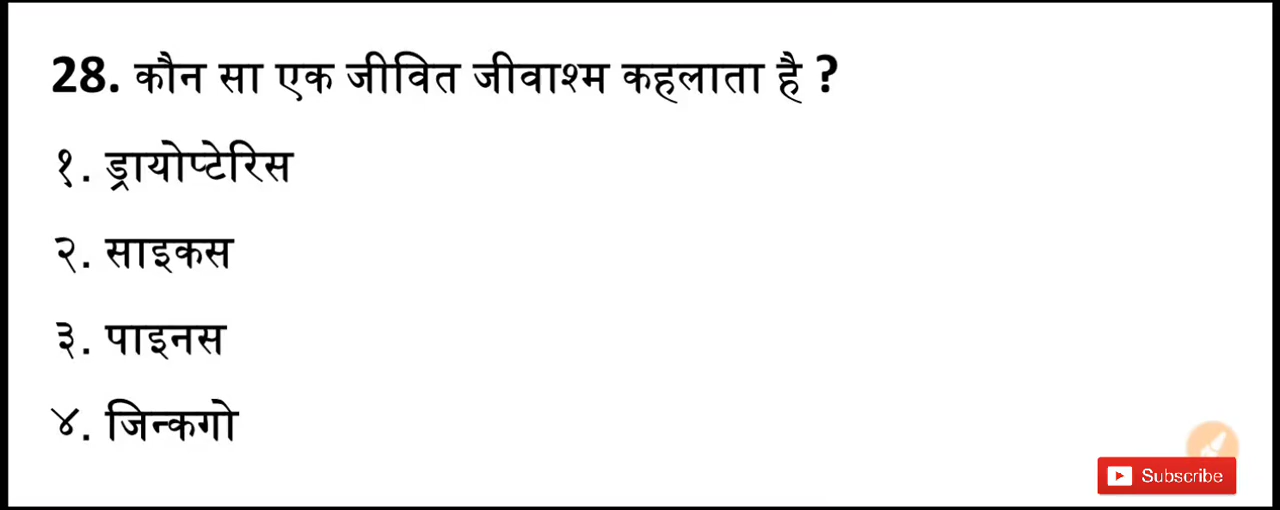 28. कौन सा एक जीवित जीवाश्म कहलाता है ?
१. ड्रायोप्टेरिस
२. साइकस
३. पाइनस
४. जिन्कगो
Subscribe